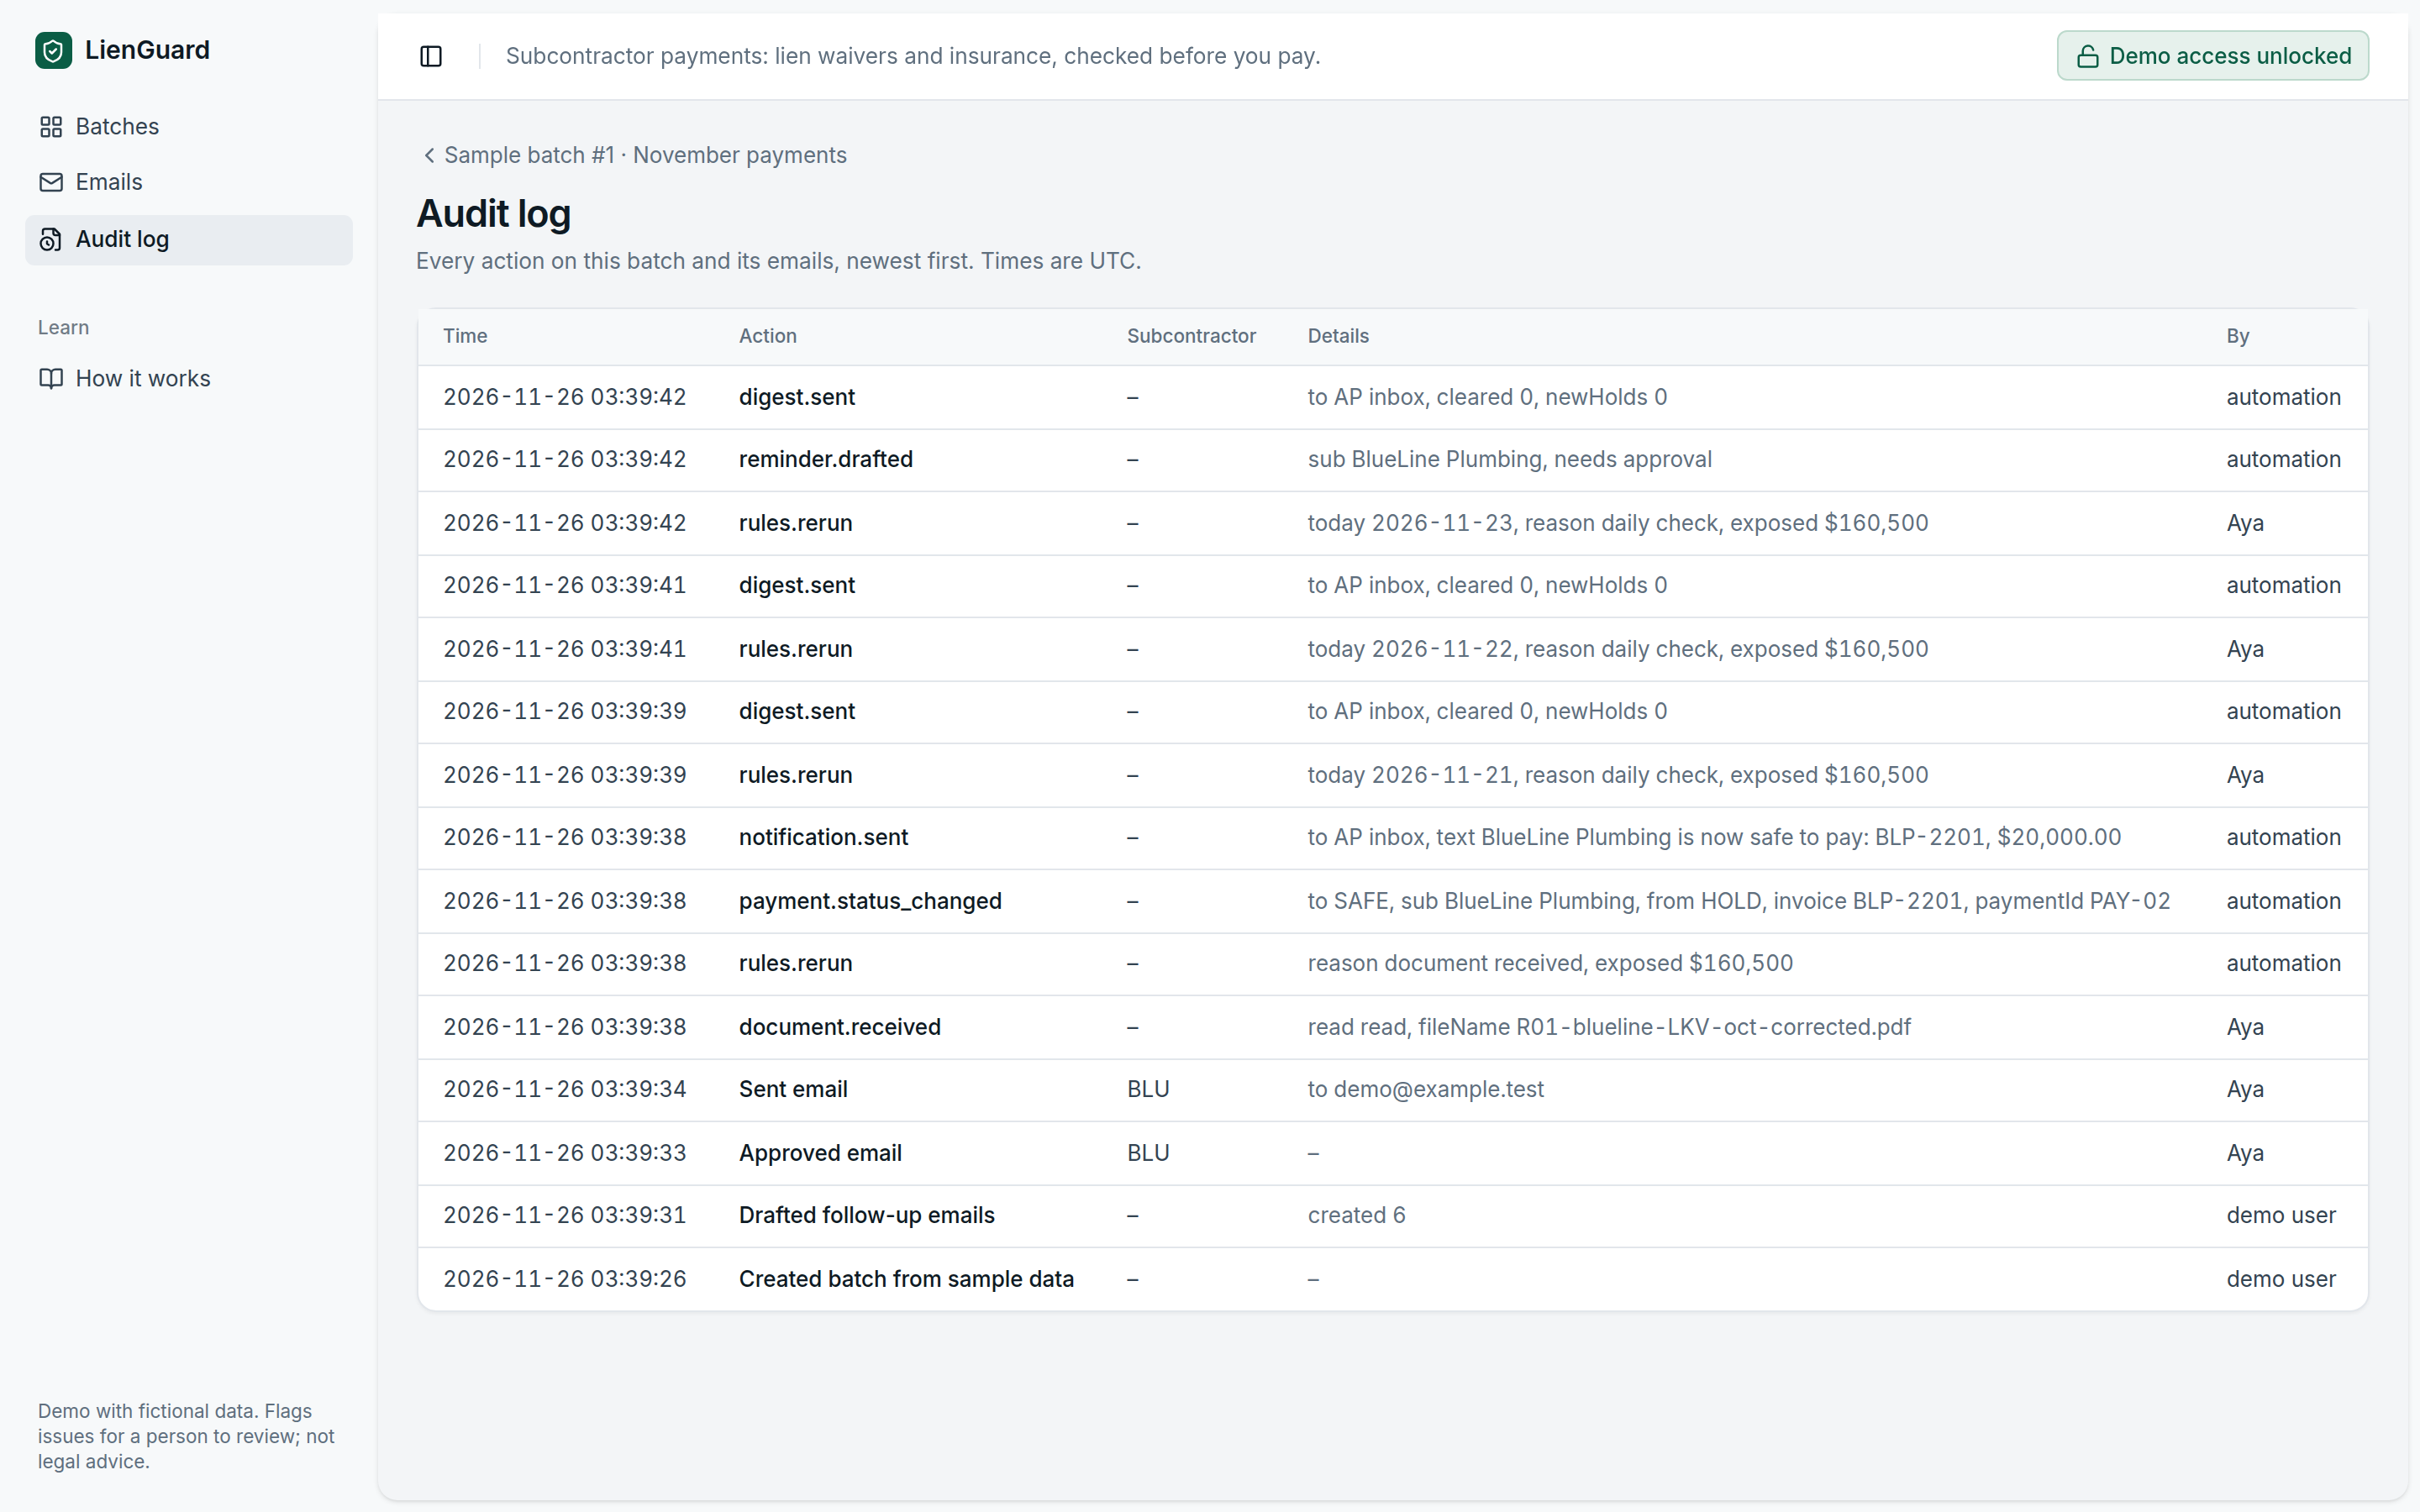 LienGuard
Batches
Emails
Audit log
Learn
How it works
Demo with fictional data. Flags
issues for a person to review; not
legal advice.
Subcontractor payments: lien waivers and insurance, checked before you pay.
Demo access unlocked
Sample batch #1 · November payments
Audit log
Every action on this batch and its emails, newest first. Times are UTC.
Time Action Subcontractor Details By
2026-11-26 03:39:42 digest.sent – to AP inbox, cleared 0, newHolds 0 automation
2026-11-26 03:39:42 reminder.drafted – sub BlueLine Plumbing, needs approval automation
2026-11-26 03:39:42 rules.rerun – today 2026-11-23, reason daily check, exposed $160,500 Aya
2026-11-26 03:39:41 digest.sent – to AP inbox, cleared 0, newHolds 0 automation
2026-11-26 03:39:41 rules.rerun – today 2026-11-22, reason daily check, exposed $160,500 Aya
2026-11-26 03:39:39 digest.sent – to AP inbox, cleared 0, newHolds 0 automation
2026-11-26 03:39:39 rules.rerun – today 2026-11-21, reason daily check, exposed $160,500 Aya
2026-11-26 03:39:38 notification.sent – to AP inbox, text BlueLine Plumbing is now safe to pay: BLP-2201, $20,000.00 automation
2026-11-26 03:39:38 payment.status_changed – to SAFE, sub BlueLine Plumbing, from HOLD, invoice BLP-2201, paymentId PAY-02 automation
2026-11-26 03:39:38 rules.rerun – reason document received, exposed $160,500 automation
2026-11-26 03:39:38 document.received – read read, fileName R01-blueline-LKV-oct-corrected.pdf Aya
2026-11-26 03:39:34 Sent email BLU to demo@example.test Aya
2026-11-26 03:39:33 Approved email BLU – Aya
2026-11-26 03:39:31 Drafted follow-up emails – created 6 demo user
2026-11-26 03:39:26 Created batch from sample data – – demo user